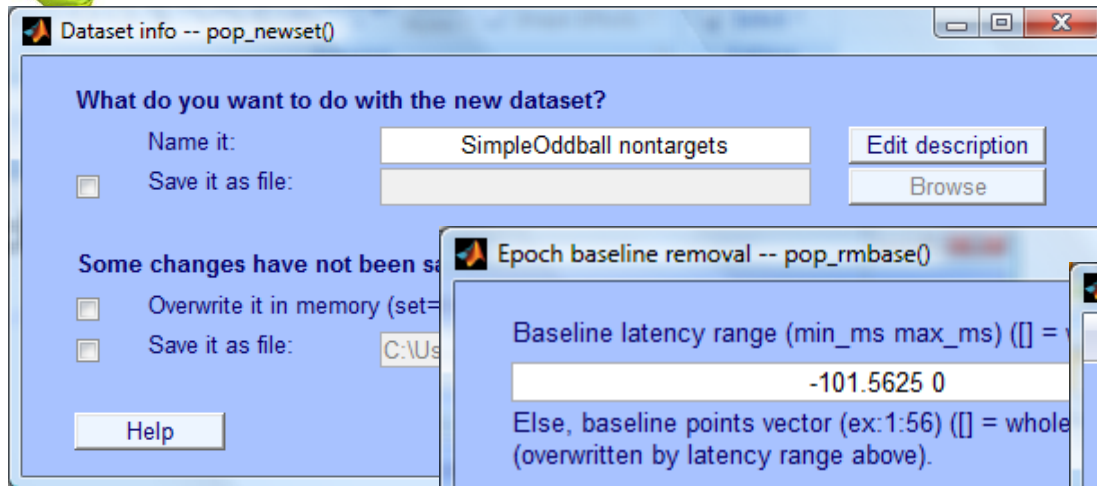 Dataset info -- pop_newset()
What do you want to do with the new dataset?
Name it:
SimpleOddball nontargets
Edit description
Save it as file:
Browse
Some changes have not been
Overwrite it in memory (set=
Save it as file:
C:\Us
Help
Epoch baseline removal -- pop_rmbase()
Baseline latency range (min_ms max_ms) ([] =
-101.5625 0
Else, baseline points vector (ex:1:56) ([] = whole
(overwritten by latency range above).